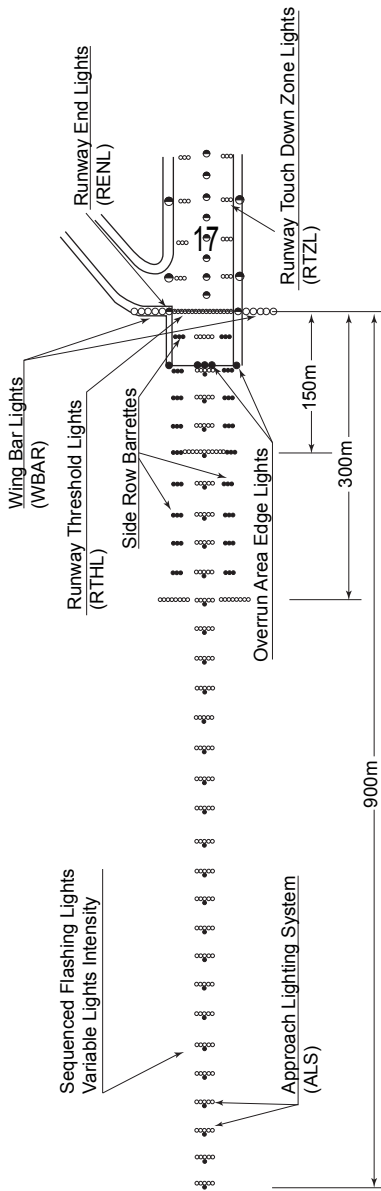 Sequenced Flashing Lights
Variable Lights Intensity
Approach Lighting System
(ALS)
Wing Bar Lights
(WBAR)
Runway Threshold Lights
(RTHL)
Side Row Barrettes
Overrun Area Edge Lights
Runway End Lights
(RENL)
17
Runway Touch Down Zone Lights
(RTZL)
150m
300m
900m